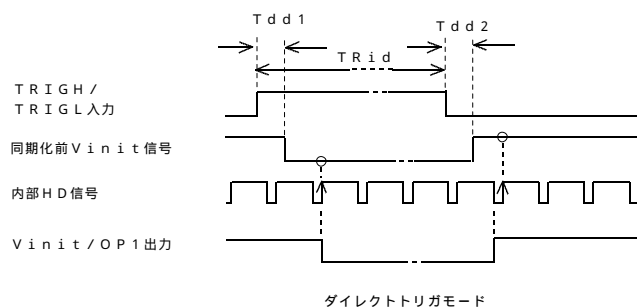 Ｔｄｄ１
Ｔｄｄ２
ＴＲｉｄ
ＴＲＩＧＨ／
ＴＲＩＧＬ入力
同期化前Ｖｉｎｉｔ信号
内部ＨＤ信号
Ｖｉｎｉｔ/ＯＰ１出力
ダイレクトトリガモード